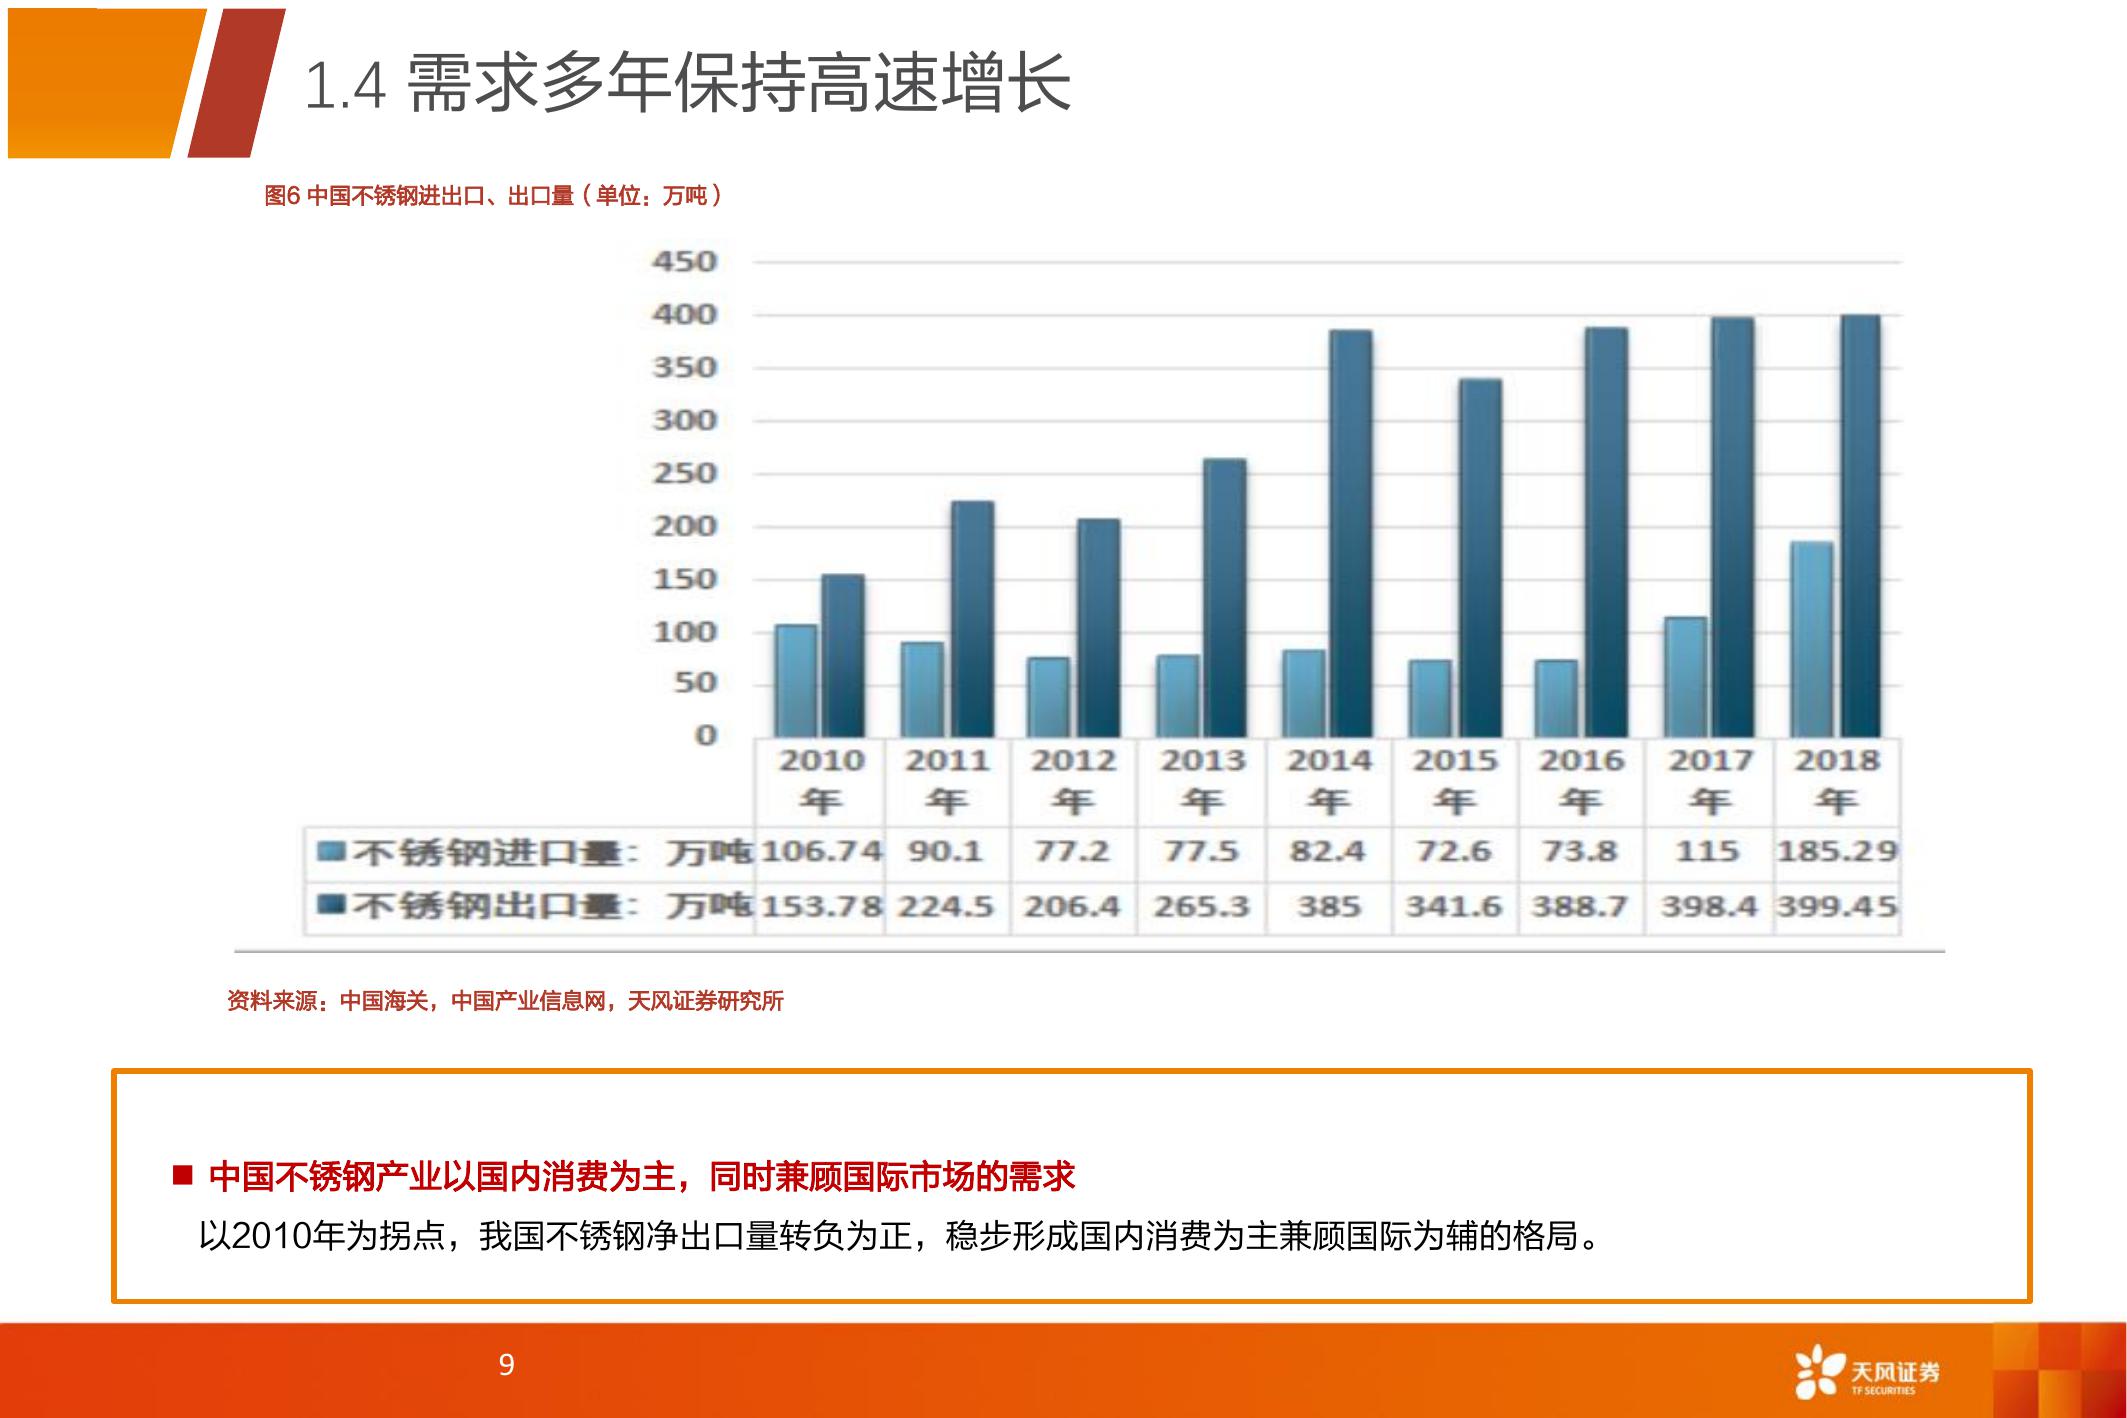 1.4 需求多年保持高速增长
图6 中国不锈钢进出口、出口量（单位：万吨）
450
400
350
300
250
200
150
100
50
0
2010年 2011年 2012年 2013年 2014年 2015年 2016年 2017年 2018年
不锈钢进口量：万吨 106.74 90.1 77.2 77.5 82.4 72.6 73.8 115 185.29
不锈钢出口量：万吨 153.78 224.5 206.4 265.3 385 341.6 388.7 398.4 399.45
资料来源：中国海关，中国产业信息网，天风证券研究所
■ 中国不锈钢产业以国内消费为主，同时兼顾国际市场的需求
以2010年为拐点，我国不锈钢净出口量转负为正，稳步形成国内消费为主兼顾国际为辅的格局。
9
天风证券
TF SECURITIES